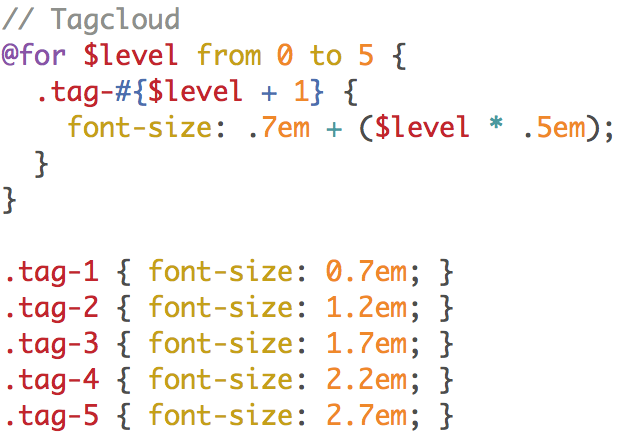 // Tagcloud
@for $level from 0 to 5 {
  .tag-#{$level + 1} {
    font-size: .7em + ($level * .5em);
  }
}

.tag-1 { font-size: 0.7em; }
.tag-2 { font-size: 1.2em; }
.tag-3 { font-size: 1.7em; }
.tag-4 { font-size: 2.2em; }
.tag-5 { font-size: 2.7em; }